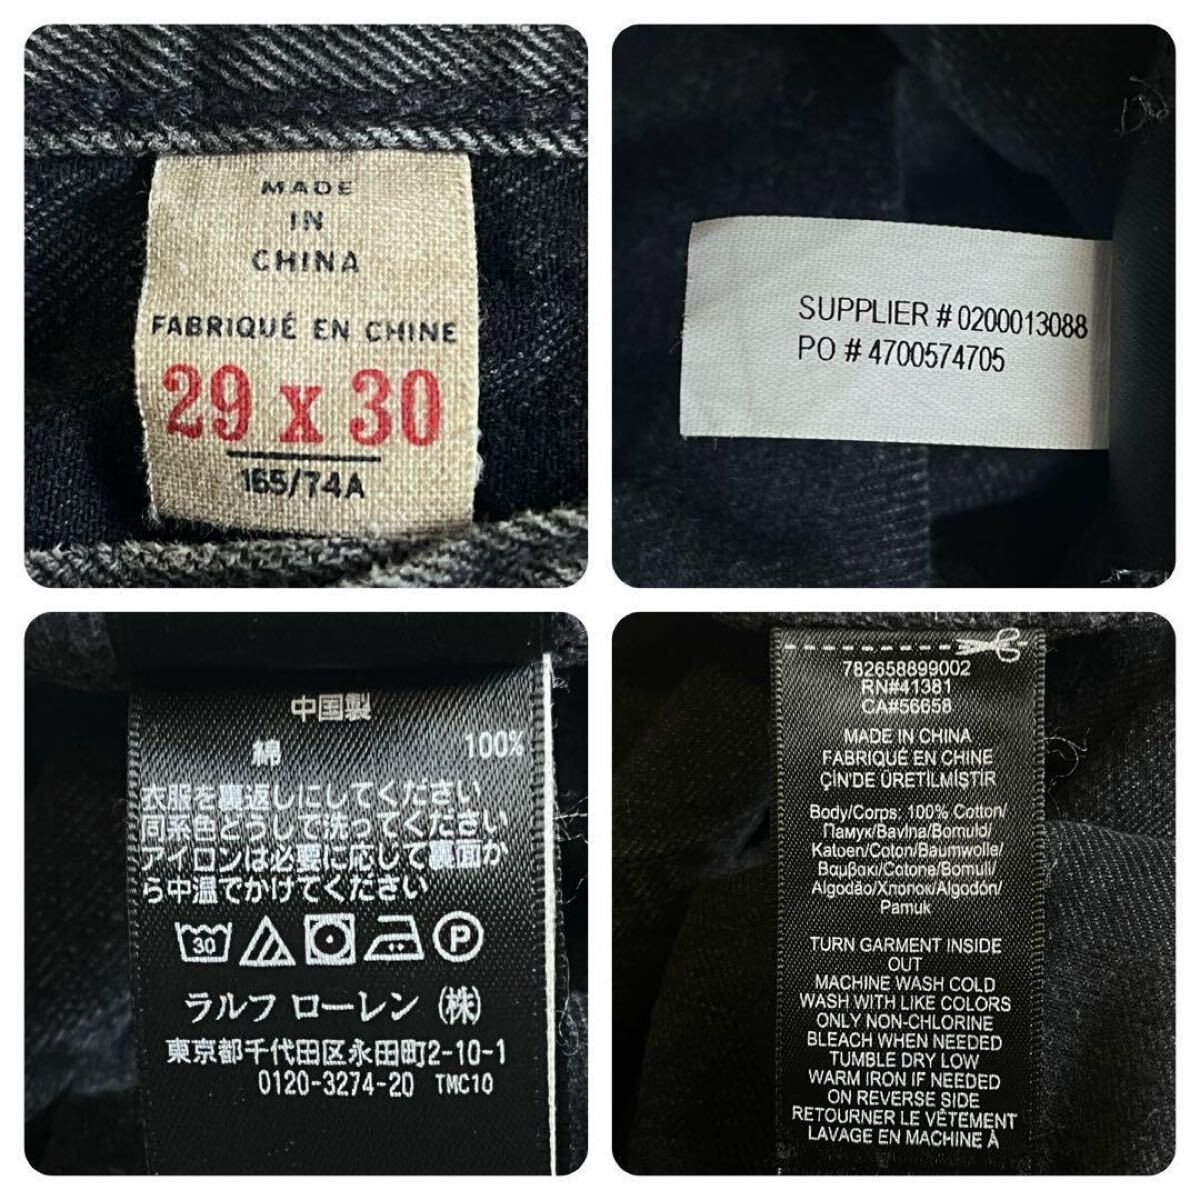 MADE
IN
CHINA
FABRIQUÉ EN CHINE
29 x 30
165/74A
SUPPLIER # 0200013088
PO # 4700574705
中国製
綿 100%
衣服を裏返しにしてください
同系色どうしで洗ってください
アイロンは必要に応じて裏面か
ら中温でかけてください
30 P
ラルフ ローレン (株)
東京都千代田区永田町2-10-1
0120-3274-20 TMC10
782658899002
RN#41381
CA#56658
MADE IN CHINA
FABRIQUÉ EN CHINE
ÇİN'DE ÜRETİLMİŞTİR
Body/Corps: 100% Cotton/
Памук/Bavlna/Bomuld/
Katoen/Coton/Baumwolle/
Βαμβακι/Cotone/Bomull/
Algodão/Хлопок/Algodón/
Pamuk
TURN GARMENT INSIDE
OUT
MACHINE WASH COLD
WASH WITH LIKE COLORS
ONLY NON-CHLORINE
BLEACH WHEN NEEDED
TUMBLE DRY LOW
WARM IRON IF NEEDED
ON REVERSE SIDE
RETOURNER LE VÊTEMENT
LAVAGE EN MACHINE À